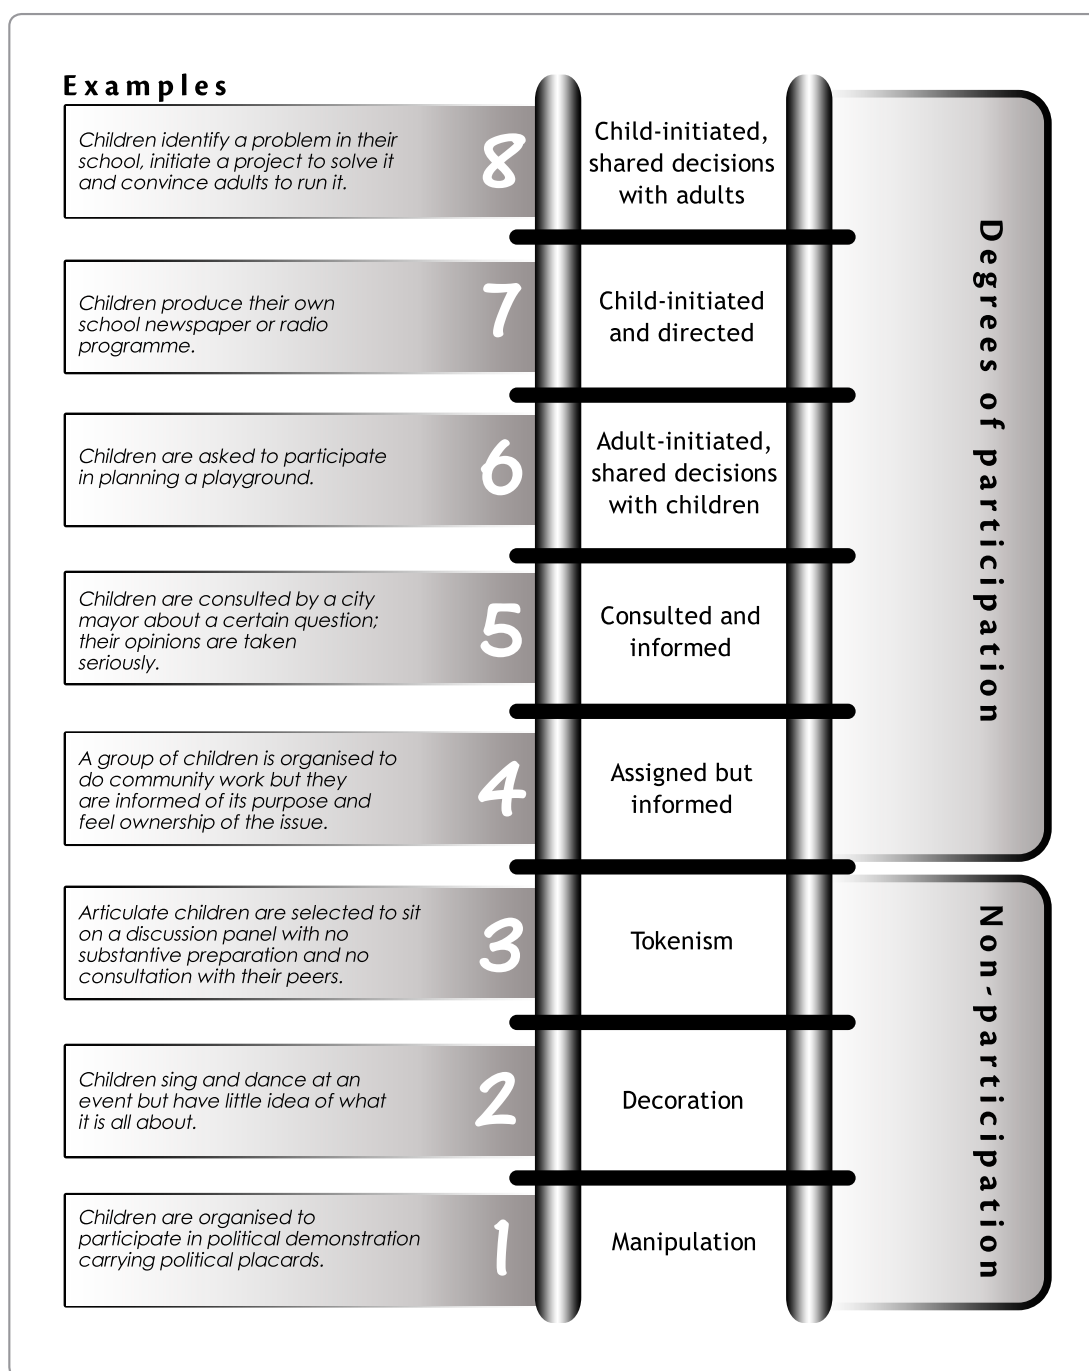 Examples
Children identify a problem in their
school, initiate a project to solve it
and convince adults to run it.
8
Child-initiated,
shared decisions
with adults
Children produce their own
school newspaper or radio
programme.
7
Child-initiated
and directed
Children are asked to participate
in planning a playground.
6
Adult-initiated,
shared decisions
with children
Children are consulted by a city
mayor about a certain question;
their opinions are taken
seriously.
5
Consulted and
informed
A group of children is organised to
do community work but they
are informed of its purpose and
feel ownership of the issue.
4
Assigned but
informed
Degrees of participation
Articulate children are selected to sit
on a discussion panel with no
substantive preparation and no
consultation with their peers.
3
Tokenism
Children sing and dance at an
event but have little idea of what
it is all about.
2
Decoration
Children are organised to
participate in political demonstration
carrying political placards.
1
Manipulation
Non-participation